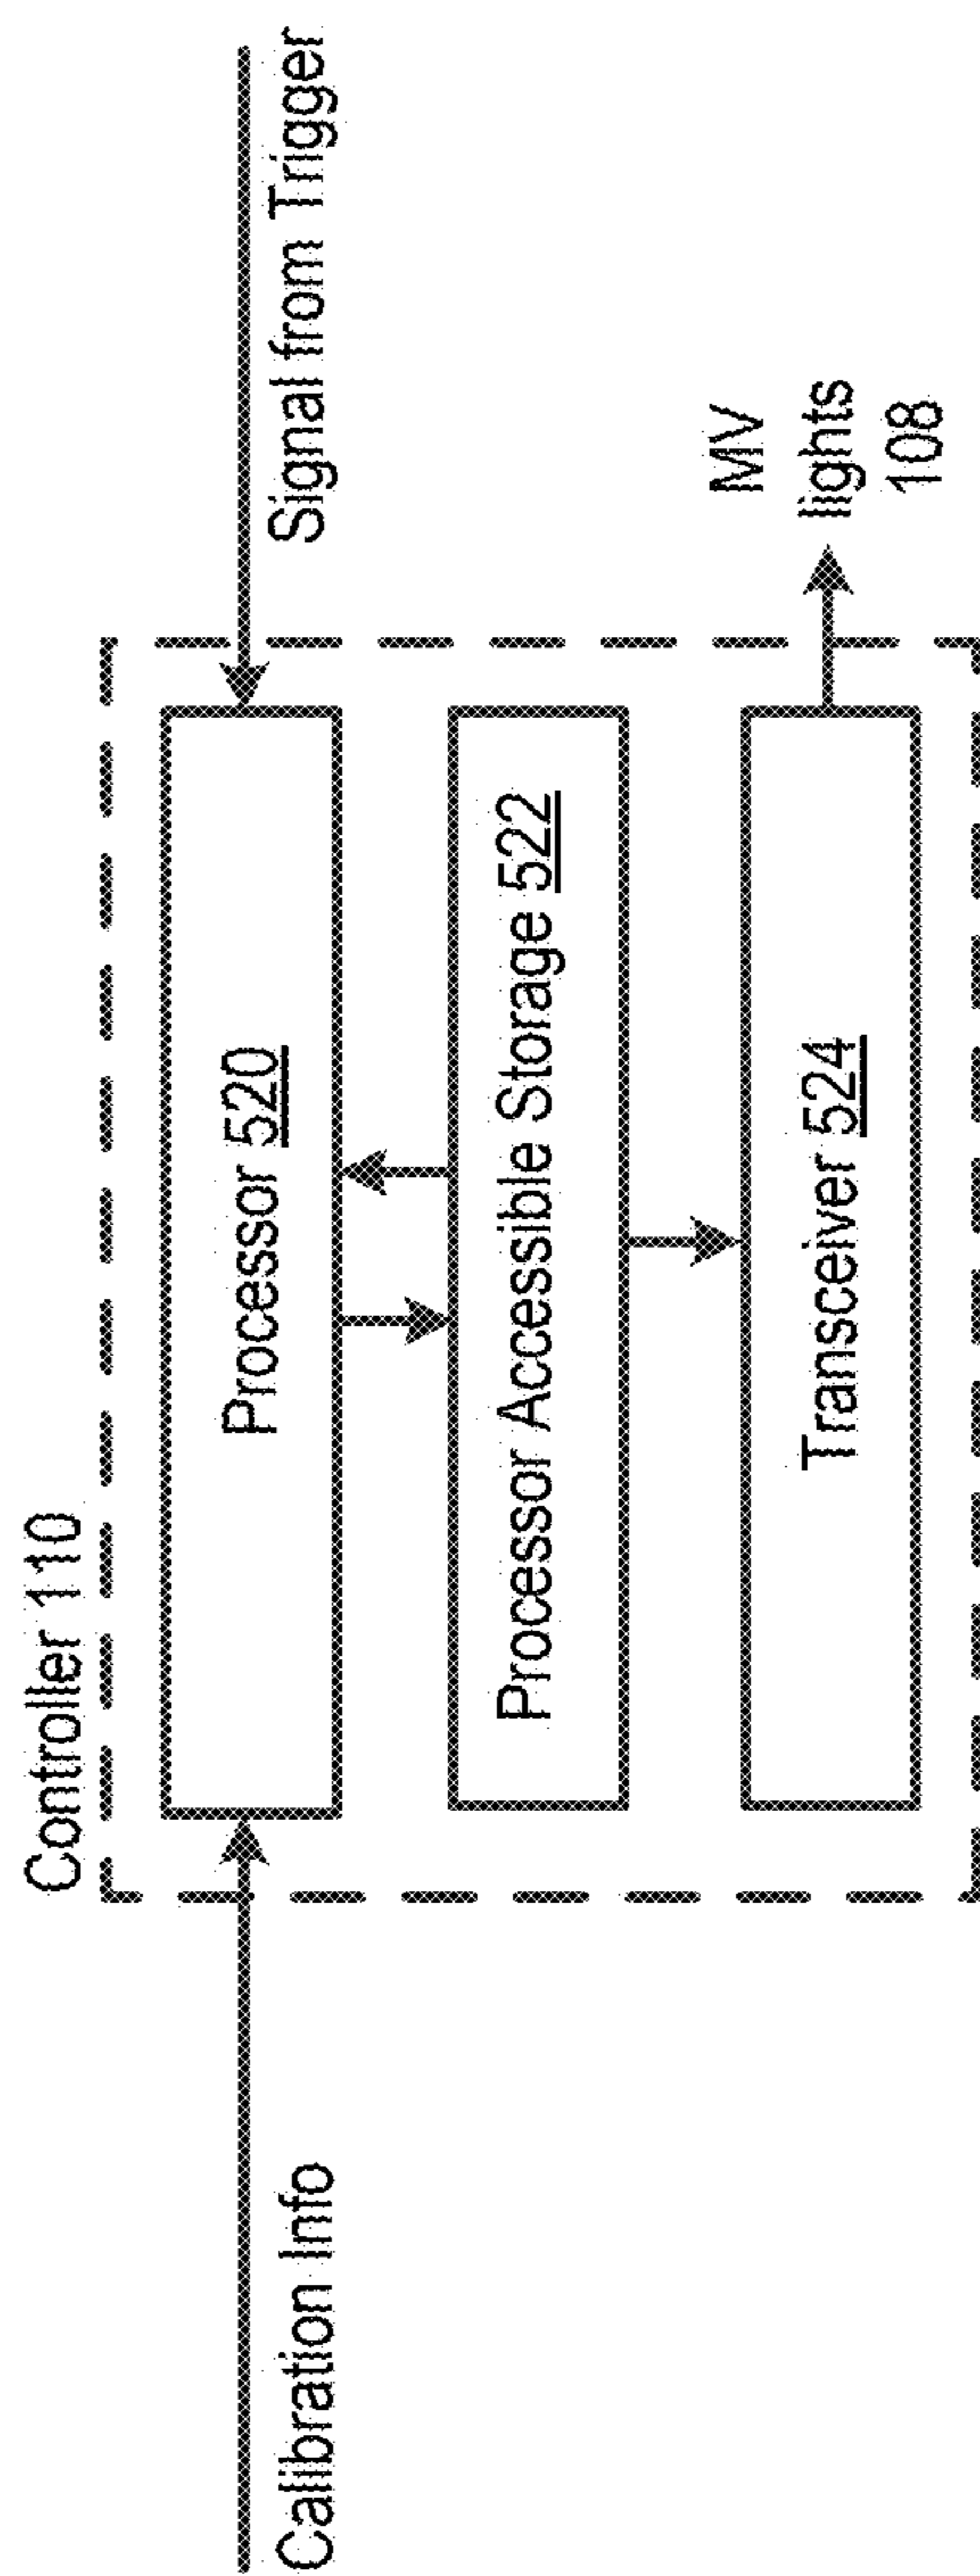 Controller 110
Calibration Info
Processor 520
Signal from Trigger
Processor Accessible Storage 522
Transceiver 524
MV
lights
108